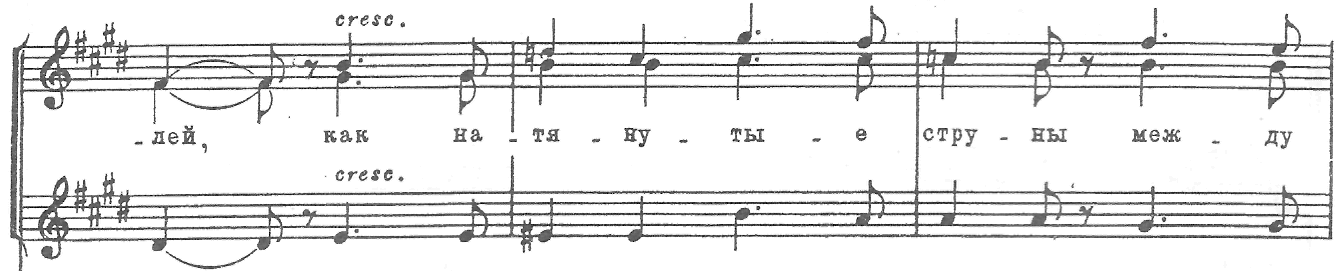 cresc.
-лей, как на-тя-ну-ты-е стру-ны меж-ду
cresc.